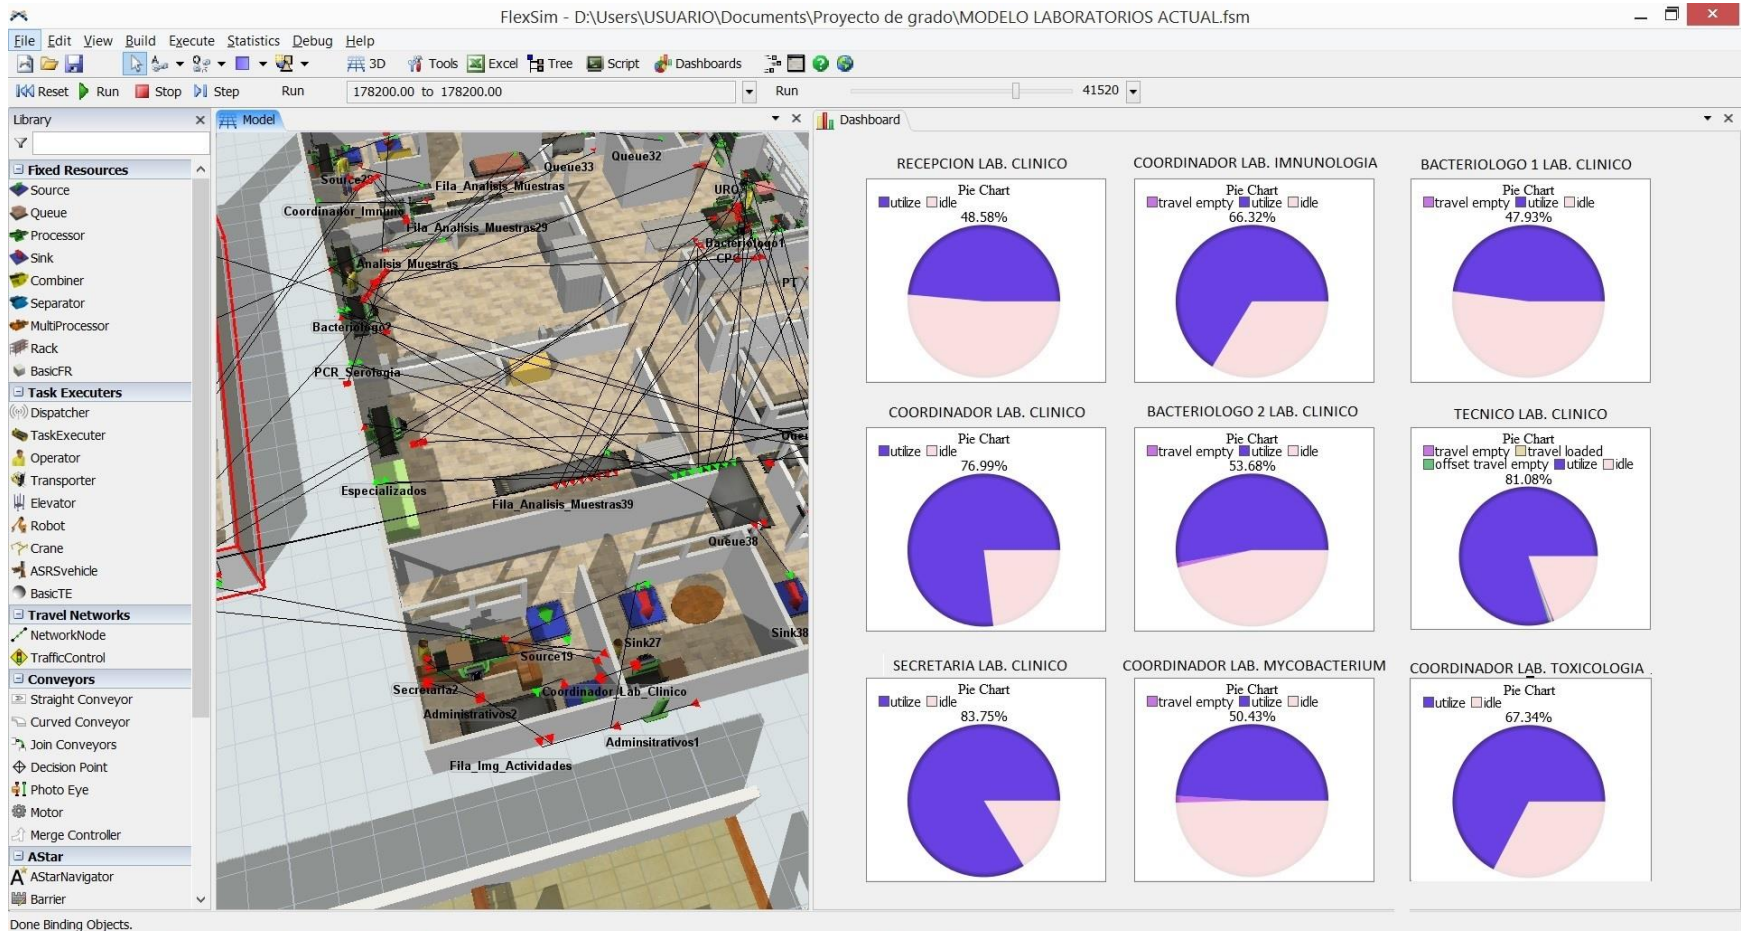 FlexSim - D:\Users\USUARIO\Documents\Proyecto de grado\MODELO LABORATORIOS ACTUAL.fsm
File Edit View Build Execute Statistics Debug Help
3D Tools Excel Tree Script Dashboards
Reset Run Stop Step Run 178200.00 to 178200.00 Run 41520
Library
Fixed Resources
Source
Queue
Processor
Sink
Combiner
Separator
MultiProcessor
Rack
BasicFR
Task Executers
Dispatcher
TaskExecuter
Operator
Transporter
Elevator
Robot
Crane
ASRSvehicle
BasicTE
Travel Networks
NetworkNode
TrafficControl
Conveyors
Straight Conveyor
Curved Conveyor
Join Conveyors
Decision Point
Photo Eye
Motor
Merge Controller
AStar
AStarNavigator
Barrier
Model
Queue32
Queue33
Fila_Analisis_Muestras
URO
Coordinador_Immuno
Fila_Analisis_Muestras29
Bacteriologo1
CPC
Analisis_Muestras
PT
Bacteriologo2
PCR_Serologia
Especializados
Fila_Analisis_Muestras39
Queue38
Sink38
Sink27
Source19
Secretaria2
Coordinador_Lab_Clinico
Administrativos2
Adminsitrativos1
Fila_Img_Actividades
Dashboard
RECEPCION LAB. CLINICO
Pie Chart
utilize idle
48.58%
COORDINADOR LAB. IMNUNOLOGIA
Pie Chart
travel empty utilize idle
66.32%
BACTERIOLOGO 1 LAB. CLINICO
Pie Chart
travel empty utilize idle
47.93%
COORDINADOR LAB. CLINICO
Pie Chart
utilize idle
76.99%
BACTERIOLOGO 2 LAB. CLINICO
Pie Chart
travel empty utilize idle
53.68%
TECNICO LAB. CLINICO
Pie Chart
travel empty travel loaded
offset travel empty utilize idle
81.08%
SECRETARIA LAB. CLINICO
Pie Chart
utilize idle
83.75%
COORDINADOR LAB. MYCOBACTERIUM
Pie Chart
travel empty utilize idle
50.43%
COORDINADOR LAB. TOXICOLOGIA
Pie Chart
utilize idle
67.34%
Done Binding Objects.